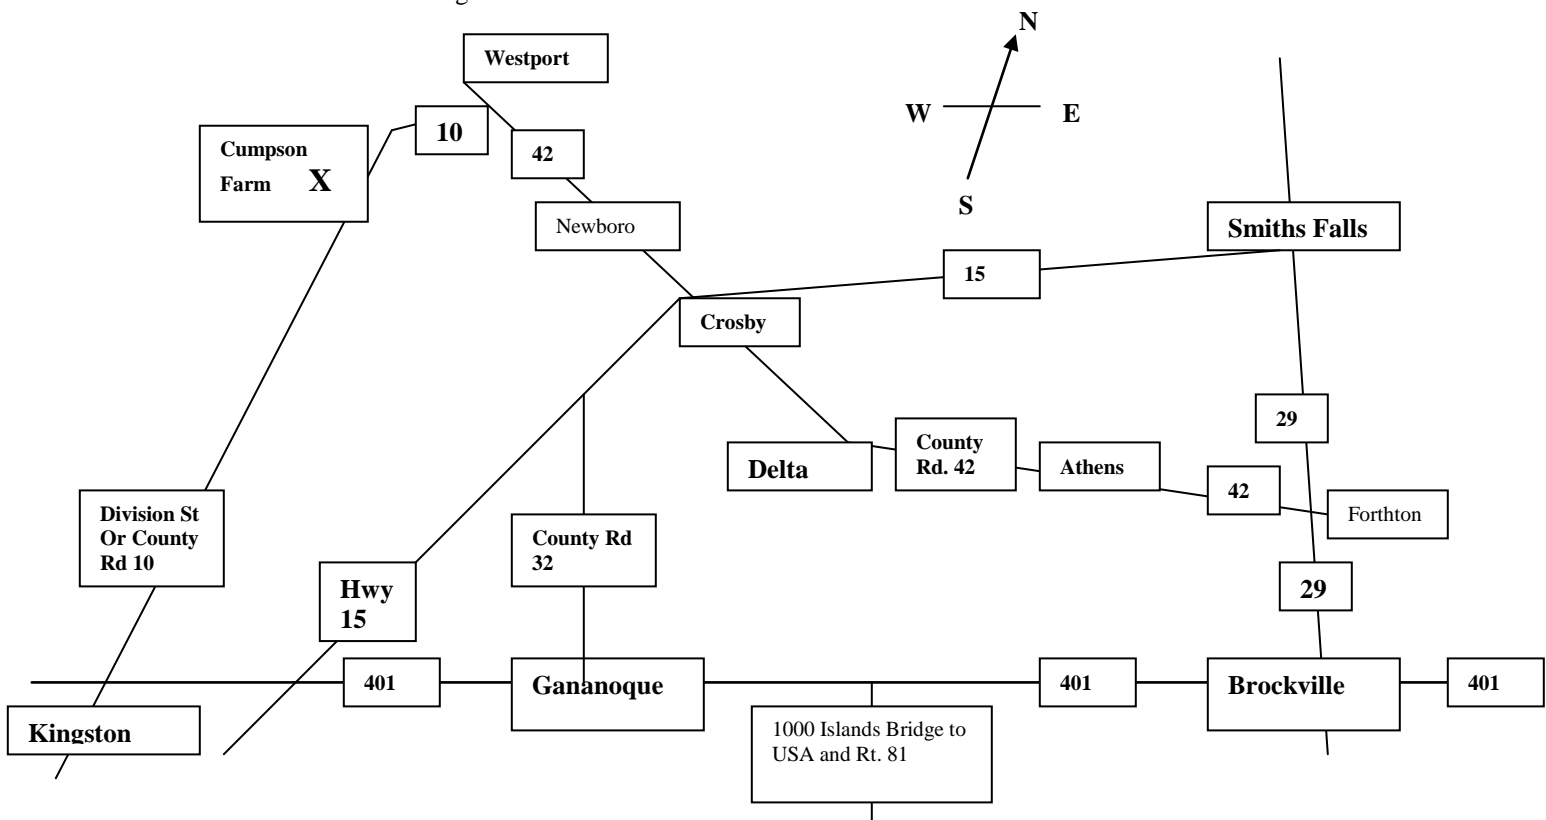 N
Westport
W
E
10
Cumpson
Farm X
42
S
Newboro
Smiths Falls
15
Crosby
29
County
Rd. 42
Delta
Athens
42
Forthton
Division St
Or County
Rd 10
County Rd
32
Hwy
15
29
401
Gananoque
401
Brockville
401
Kingston
1000 Islands Bridge to
USA and Rt. 81